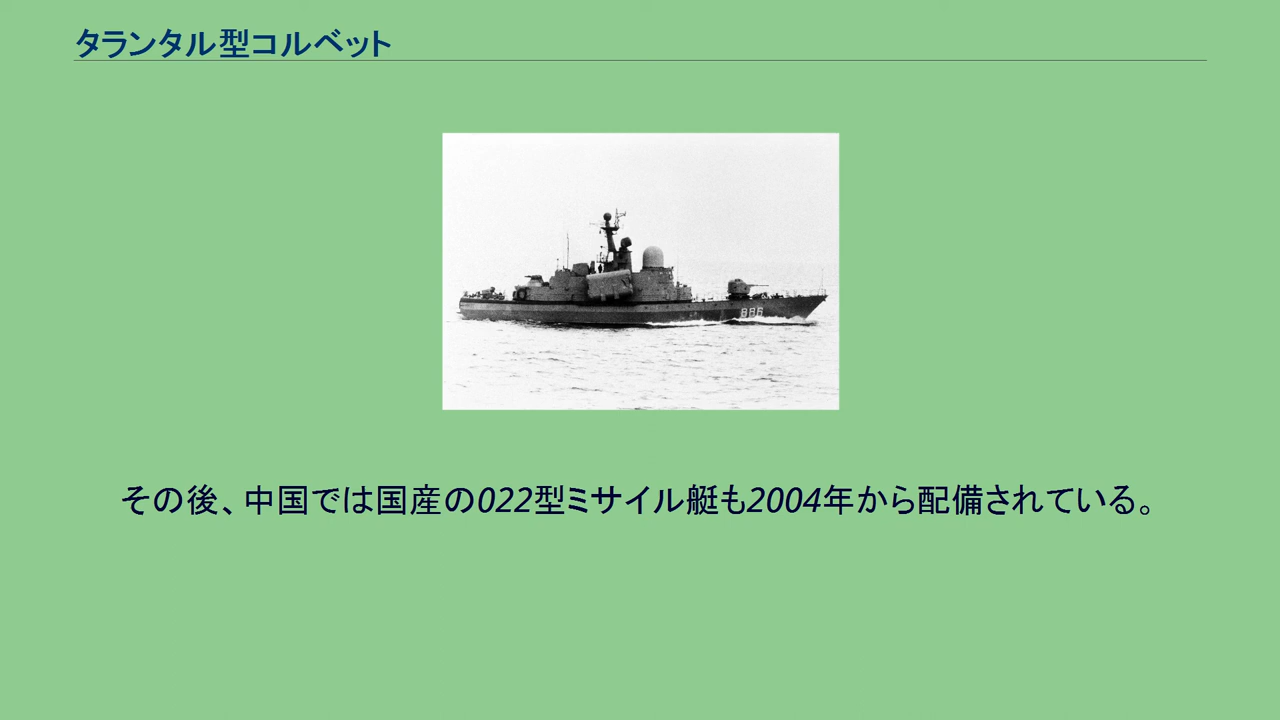 タランタル型コルベット
886
その後、中国では国産の022型ミサイル艇も2004年から配備されている。